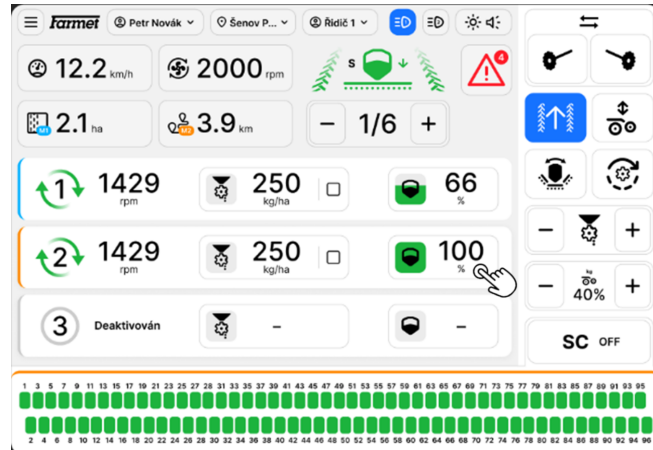 Farmet Petr Novák Šenov P... Řidič 1
12.2 km/h 2000 rpm S 4
M1 2.1 ha M2 3.9 km − 1/6 +
1 1429 rpm 250 kg/ha 66 %
2 1429 rpm 250 kg/ha 100 %
3 Deaktivován – –
− +
− kg 40% +
SC OFF
1 3 5 7 9 11 13 15 17 19 21 23 25 27 29 31 33 35 37 39 41 43 45 47 49 51 53 55 57 59 61 63 65 67 69 71 73 75 77 79 81 83 85 87 89 91 93 95
2 4 6 8 10 12 14 16 18 20 22 24 26 28 30 32 34 36 38 40 42 44 46 48 50 52 54 56 58 60 62 64 66 68 70 72 74 76 78 80 82 84 86 88 90 92 94 96